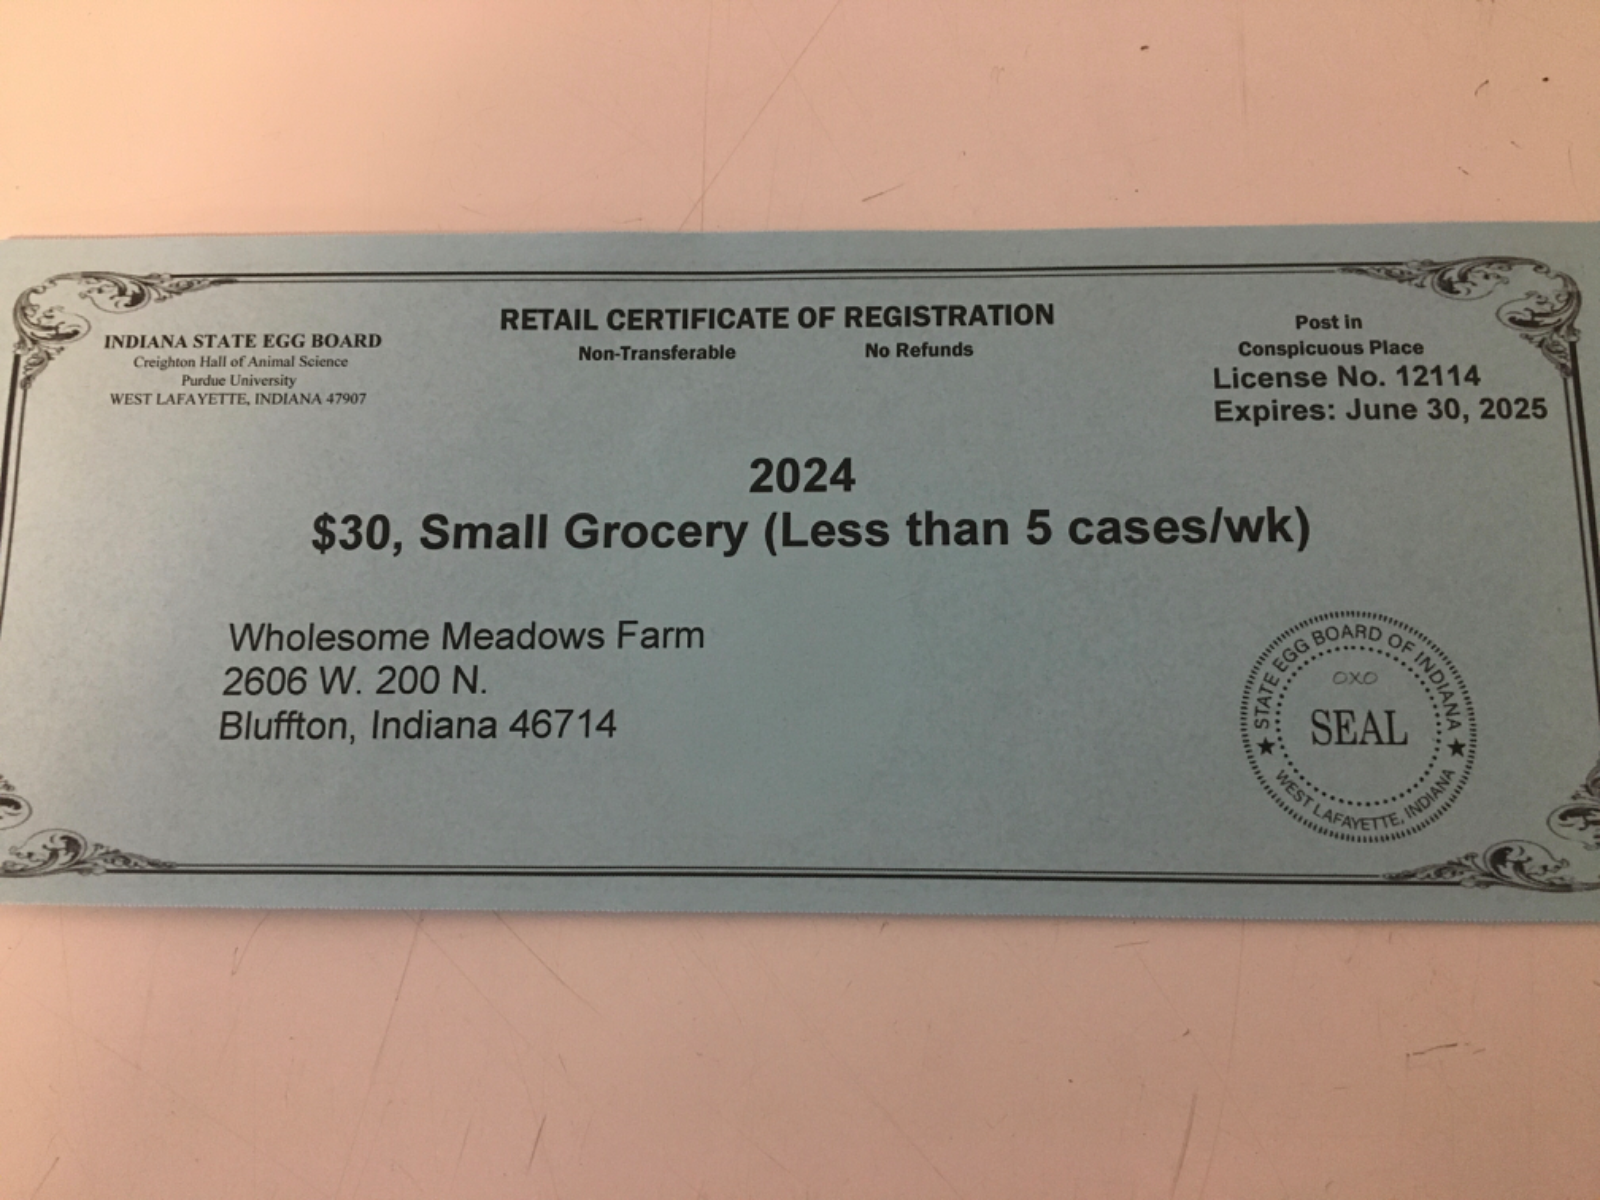 INDIANA STATE EGG BOARD
Creighton Hall of Animal Science
Purdue University
WEST LAFAYETTE, INDIANA 47907
RETAIL CERTIFICATE OF REGISTRATION
Non-Transferable No Refunds
Post in
Conspicuous Place
License No. 12114
Expires: June 30, 2025
2024
$30, Small Grocery (Less than 5 cases/wk)
Wholesome Meadows Farm
2606 W. 200 N.
Bluffton, Indiana 46714
STATE EGG BOARD OF INDIANA
OXO
SEAL
WEST LAFAYETTE, INDIANA